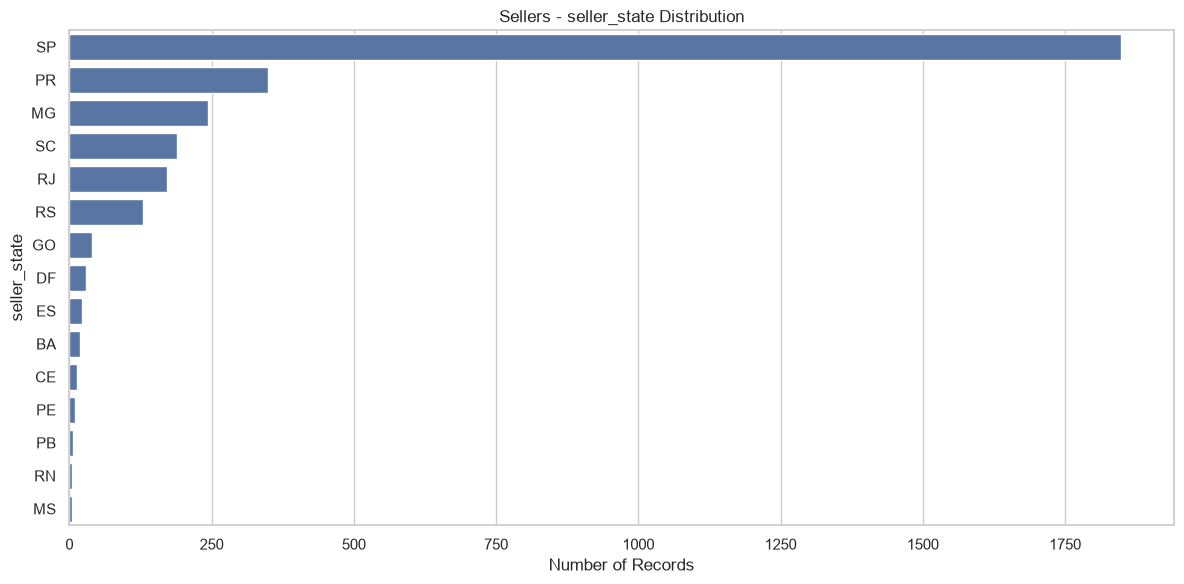 Sellers - seller_state Distribution
seller_state
SP
PR
MG
SC
RJ
RS
GO
DF
ES
BA
CE
PE
PB
RN
MS
0 250 500 750 1000 1250 1500 1750
Number of Records